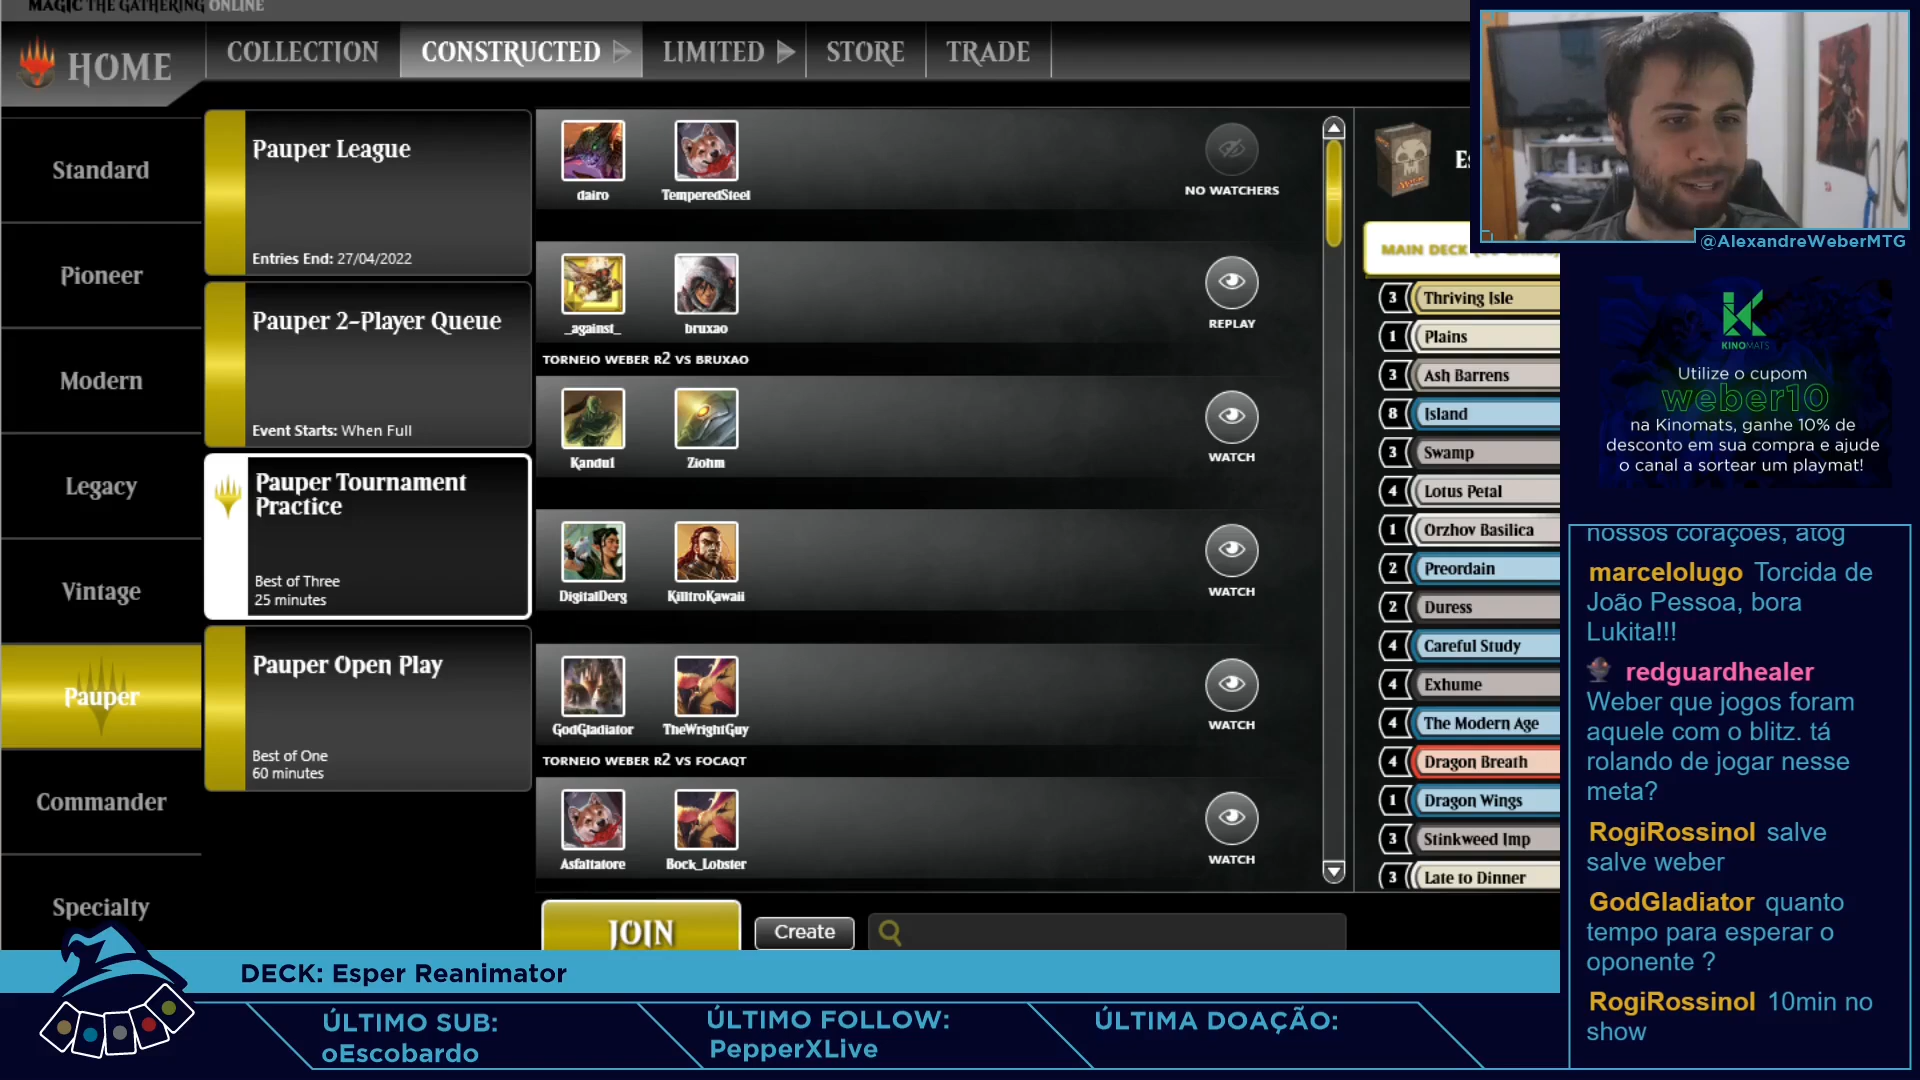 MAGIC THE GATHERING ONLINE
HOME
COLLECTION
CONSTRUCTED
LIMITED
STORE
TRADE
Standard
Pioneer
Modern
Legacy
Vintage
Pauper
Commander
Specialty
Pauper League
Entries End: 27/04/2022
Pauper 2-Player Queue
Event Starts: When Full
Pauper Tournament
Practice
Best of Three
25 minutes
Pauper Open Play
Best of One
60 minutes
dairo
TemperedSteel
NO WATCHERS
_against_
bruxao
REPLAY
TORNEIO WEBER R2 VS BRUXAO
Kandu1
Ziohm
WATCH
DigitalDerg
KilltroKawaii
WATCH
GodGladiator
TheWrightGuy
WATCH
TORNEIO WEBER R2 VS FOCAQT
Asfaltatore
Bock_Lobster
WATCH
JOIN
Create
MAIN DECK
3 Thriving Isle
1 Plains
3 Ash Barrens
8 Island
3 Swamp
4 Lotus Petal
1 Orzhov Basilica
2 Preordain
2 Duress
4 Careful Study
4 Exhume
4 The Modern Age
4 Dragon Breath
1 Dragon Wings
3 Stinkweed Imp
3 Late to Dinner
@AlexandreWeberMTG
KINOMATS
Utilize o cupom
weber10
na Kinomats, ganhe 10% de
desconto em sua compra e ajude
o canal a sortear um playmat!
nossos corações, atog
marcelolugo Torcida de
João Pessoa, bora
Lukita!!!
redguardhealer
Weber que jogos foram
aquele com o blitz. tá
rolando de jogar nesse
meta?
RogiRossinol salve
salve weber
GodGladiator quanto
tempo para esperar o
oponente ?
RogiRossinol 10min no
show
DECK: Esper Reanimator
ÚLTIMO SUB:
oEscobardo
ÚLTIMO FOLLOW:
PepperXLive
ÚLTIMA DOAÇÃO: